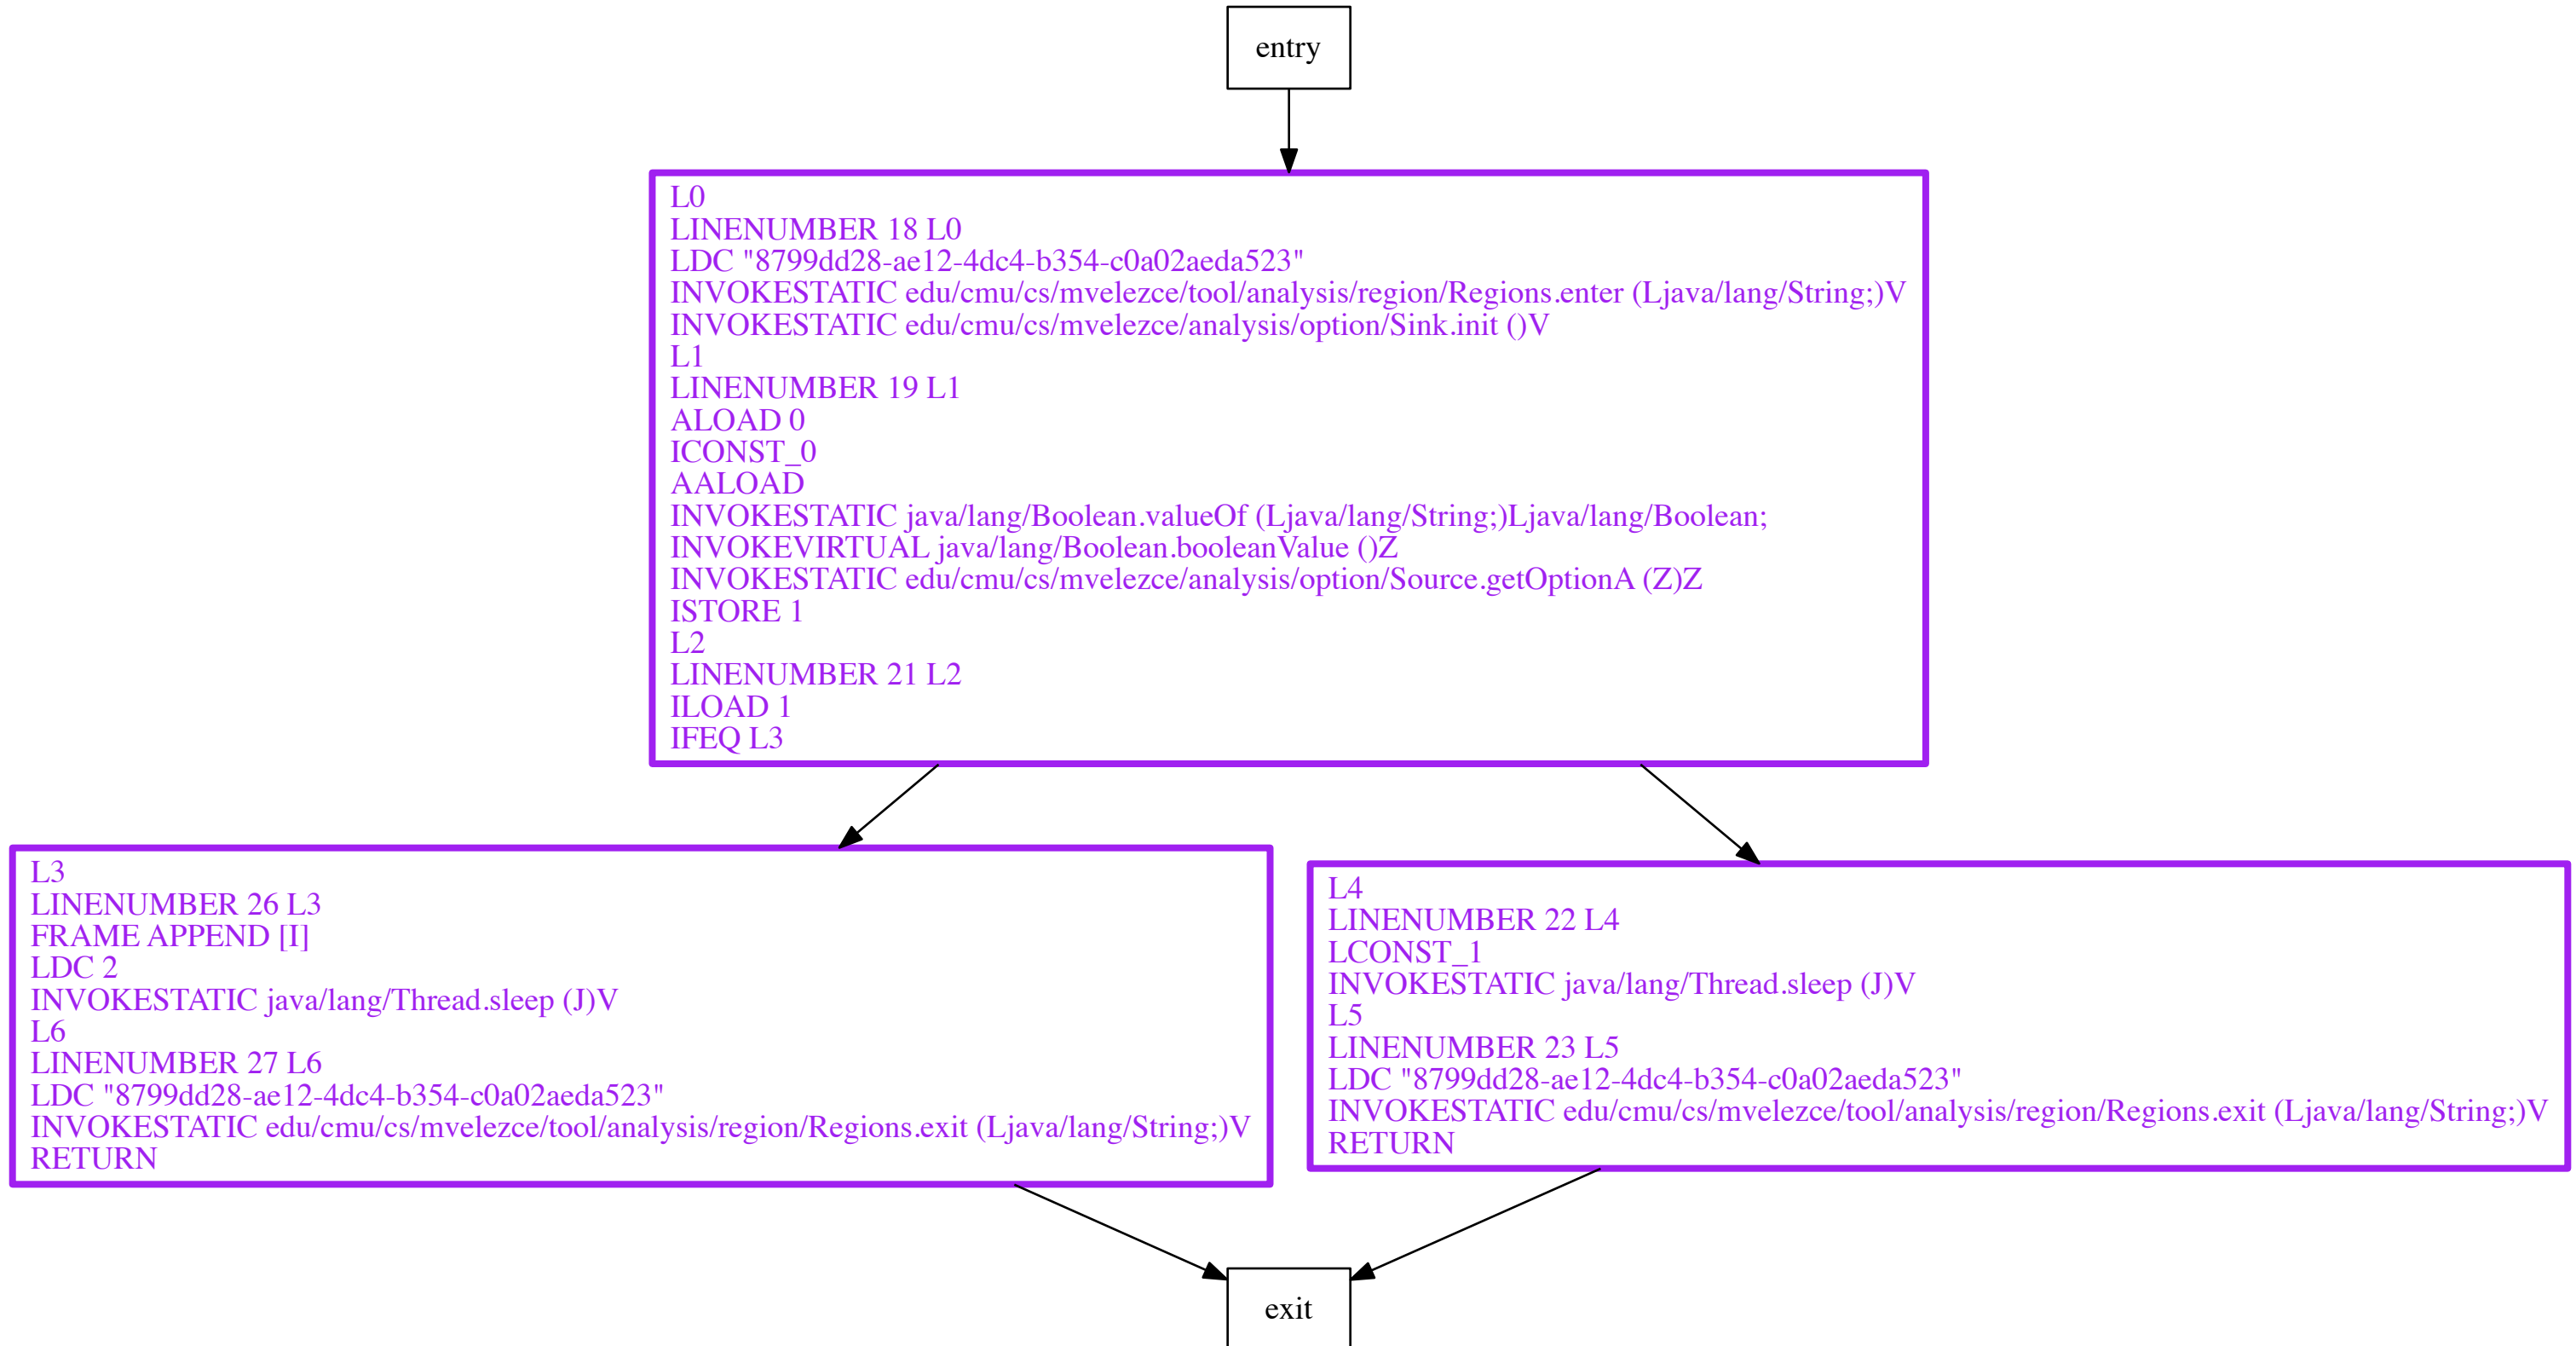 entry
L0
LINENUMBER 18 L0
LDC "8799dd28-ae12-4dc4-b354-c0a02aeda523"
INVOKESTATIC edu/cmu/cs/mvelezce/tool/analysis/region/Regions.enter (Ljava/lang/String;)V
INVOKESTATIC edu/cmu/cs/mvelezce/analysis/option/Sink.init ()V
L1
LINENUMBER 19 L1
ALOAD 0
ICONST_0
AALOAD
INVOKESTATIC java/lang/Boolean.valueOf (Ljava/lang/String;)Ljava/lang/Boolean;
INVOKEVIRTUAL java/lang/Boolean.booleanValue ()Z
INVOKESTATIC edu/cmu/cs/mvelezce/analysis/option/Source.getOptionA (Z)Z
ISTORE 1
L2
LINENUMBER 21 L2
ILOAD 1
IFEQ L3
L3
LINENUMBER 26 L3
FRAME APPEND [I]
LDC 2
INVOKESTATIC java/lang/Thread.sleep (J)V
L6
LINENUMBER 27 L6
LDC "8799dd28-ae12-4dc4-b354-c0a02aeda523"
INVOKESTATIC edu/cmu/cs/mvelezce/tool/analysis/region/Regions.exit (Ljava/lang/String;)V
RETURN
L4
LINENUMBER 22 L4
LCONST_1
INVOKESTATIC java/lang/Thread.sleep (J)V
L5
LINENUMBER 23 L5
LDC "8799dd28-ae12-4dc4-b354-c0a02aeda523"
INVOKESTATIC edu/cmu/cs/mvelezce/tool/analysis/region/Regions.exit (Ljava/lang/String;)V
RETURN
exit